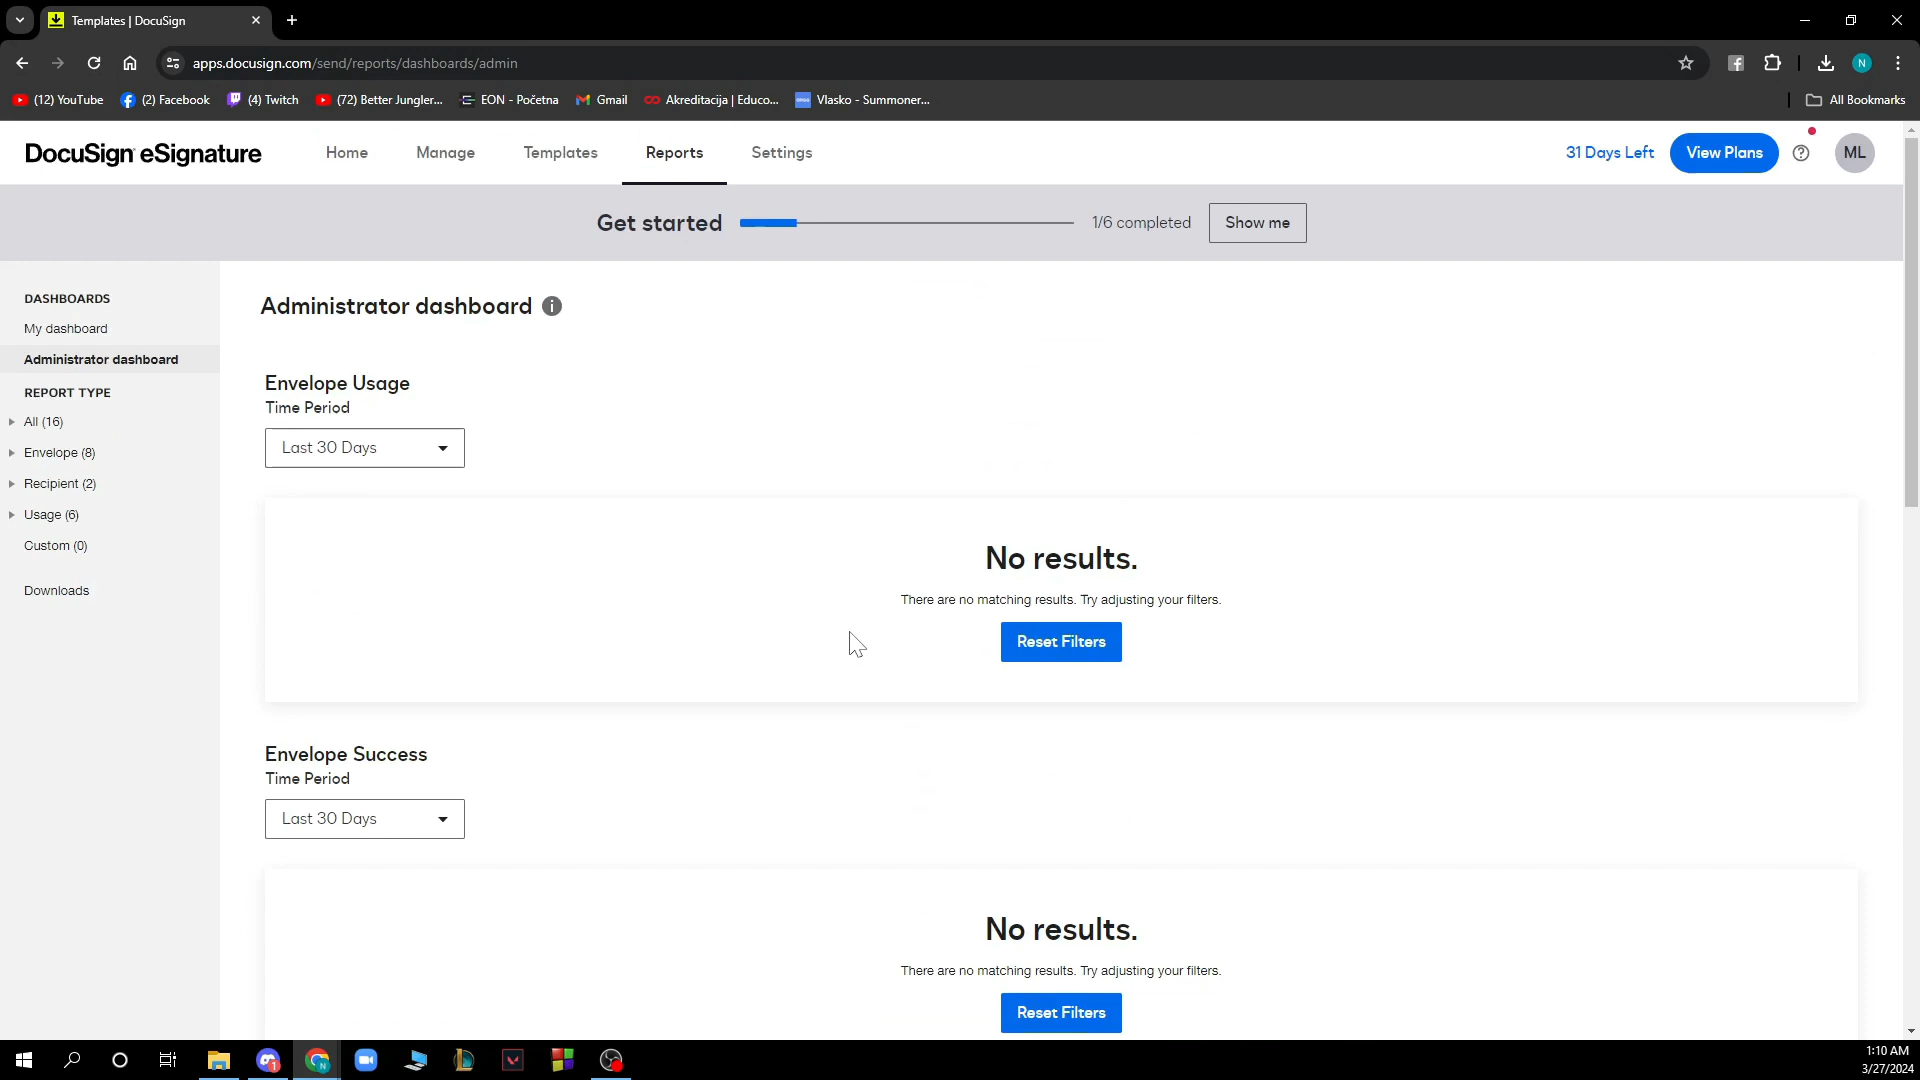 Templates | DocuSign
apps.docusign.com/send/reports/dashboards/admin
(12) YouTube
(2) Facebook
(4) Twitch
(72) Better Jungler...
EON - Početna
Gmail
Akreditacija | Educo...
Vlasko - Summoner...
All Bookmarks
N
DocuSign eSignature
Home
Manage
Templates
Reports
Settings
31 Days Left
View Plans
ML
Get started
1/6 completed
Show me
DASHBOARDS
My dashboard
Administrator dashboard
REPORT TYPE
All (16)
Envelope (8)
Recipient (2)
Usage (6)
Custom (0)
Downloads
Administrator dashboard
Envelope Usage
Time Period
Last 30 Days
No results.
There are no matching results. Try adjusting your filters.
Reset Filters
Envelope Success
Time Period
Last 30 Days
No results.
There are no matching results. Try adjusting your filters.
Reset Filters
1:10 AM
3/27/2024